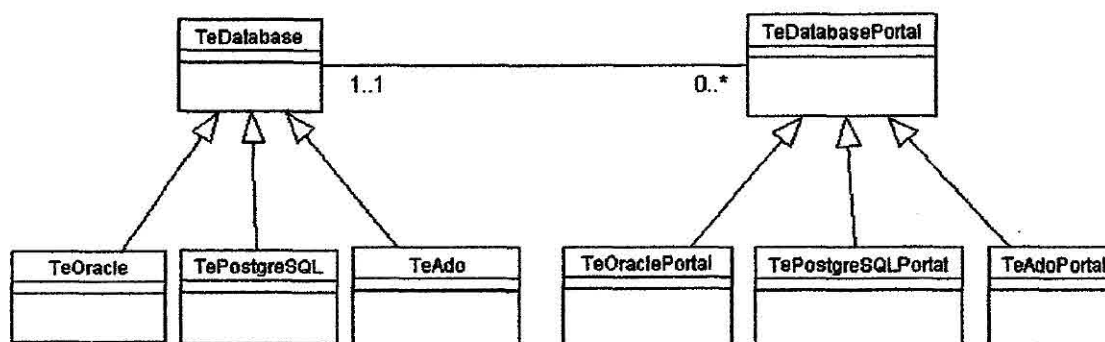 TeDatabase
TeDatabasePortal
1..1
0..*
TeOracle
TePostgreSQL
TeAdo
TeOraclePortal
TePostgreSQLPortal
TeAdoPortal